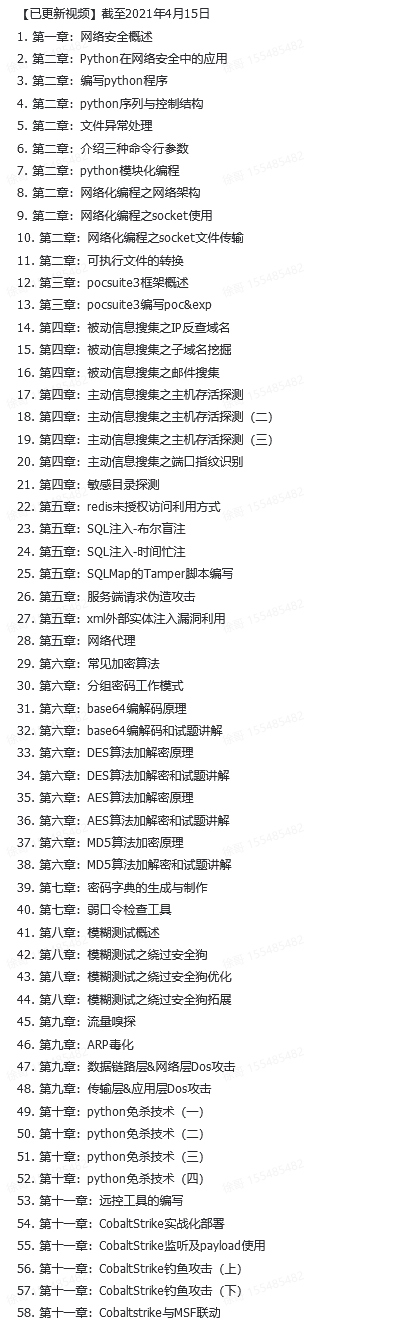 【已更新视频】截至2021年4月15日
1. 第一章：网络安全概述
2. 第二章：Python在网络安全中的应用
3. 第二章：编写python程序
4. 第二章：python序列与控制结构
5. 第二章：文件异常处理
6. 第二章：介绍三种命令行参数
7. 第二章：python模块化编程
8. 第二章：网络化编程之网络架构
9. 第二章：网络化编程之socket使用
10. 第二章：网络化编程之socket文件传输
11. 第二章：可执行文件的转换
12. 第三章：pocsuite3框架概述
13. 第三章：pocsuite3编写poc&exp
14. 第四章：被动信息搜集之IP反查域名
15. 第四章：被动信息搜集之子域名挖掘
16. 第四章：被动信息搜集之邮件搜集
17. 第四章：主动信息搜集之主机存活探测
18. 第四章：主动信息搜集之主机存活探测（二）
19. 第四章：主动信息搜集之主机存活探测（三）
20. 第四章：主动信息搜集之端口指纹识别
21. 第四章：敏感目录探测
22. 第五章：redis未授权访问利用方式
23. 第五章：SQL注入-布尔盲注
24. 第五章：SQL注入-时间忙注
25. 第五章：SQLMap的Tamper脚本编写
26. 第五章：服务端请求伪造攻击
27. 第五章：xml外部实体注入漏洞利用
28. 第五章：网络代理
29. 第六章：常见加密算法
30. 第六章：分组密码工作模式
31. 第六章：base64编解码原理
32. 第六章：base64编解码和试题讲解
33. 第六章：DES算法加解密原理
34. 第六章：DES算法加解密和试题讲解
35. 第六章：AES算法加解密原理
36. 第六章：AES算法加解密和试题讲解
37. 第六章：MD5算法加密原理
38. 第六章：MD5算法加解密和试题讲解
39. 第七章：密码字典的生成与制作
40. 第七章：弱口令检查工具
41. 第八章：模糊测试概述
42. 第八章：模糊测试之绕过安全狗
43. 第八章：模糊测试之绕过安全狗优化
44. 第八章：模糊测试之绕过安全狗拓展
45. 第九章：流量嗅探
46. 第九章：ARP毒化
47. 第九章：数据链路层&网络层Dos攻击
48. 第九章：传输层&应用层Dos攻击
49. 第十章：python免杀技术（一）
50. 第十章：python免杀技术（二）
51. 第十章：python免杀技术（三）
52. 第十章：python免杀技术（四）
53. 第十一章：远控工具的编写
54. 第十一章：CobaltStrike实战化部署
55. 第十一章：CobaltStrike监听及payload使用
56. 第十一章：CobaltStrike钓鱼攻击（上）
57. 第十一章：CobaltStrike钓鱼攻击（下）
58. 第十一章：Cobaltstrike与MSF联动